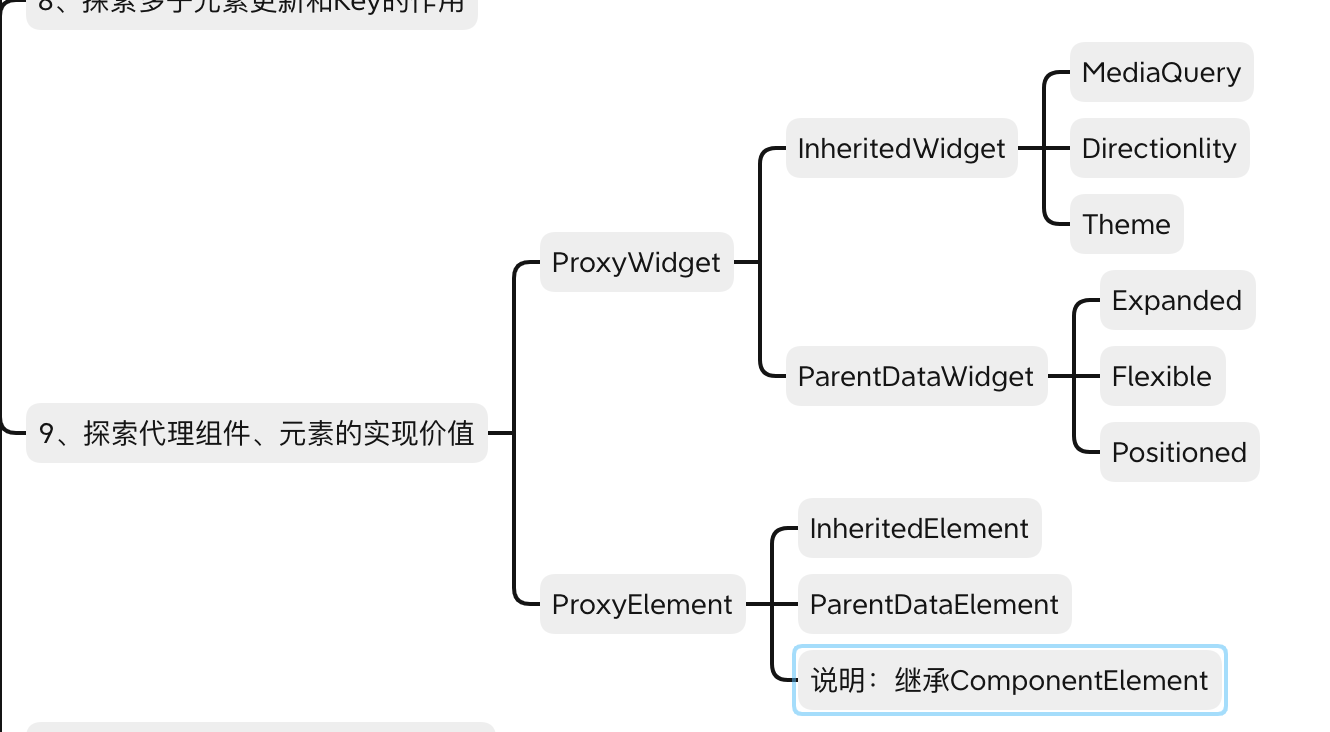 8、探索多子元素更新和Key的作用
MediaQuery
InheritedWidget
Directionlity
Theme
ProxyWidget
Expanded
ParentDataWidget
Flexible
Positioned
9、探索代理组件、元素的实现价值
InheritedElement
ProxyElement
ParentDataElement
说明：继承ComponentElement